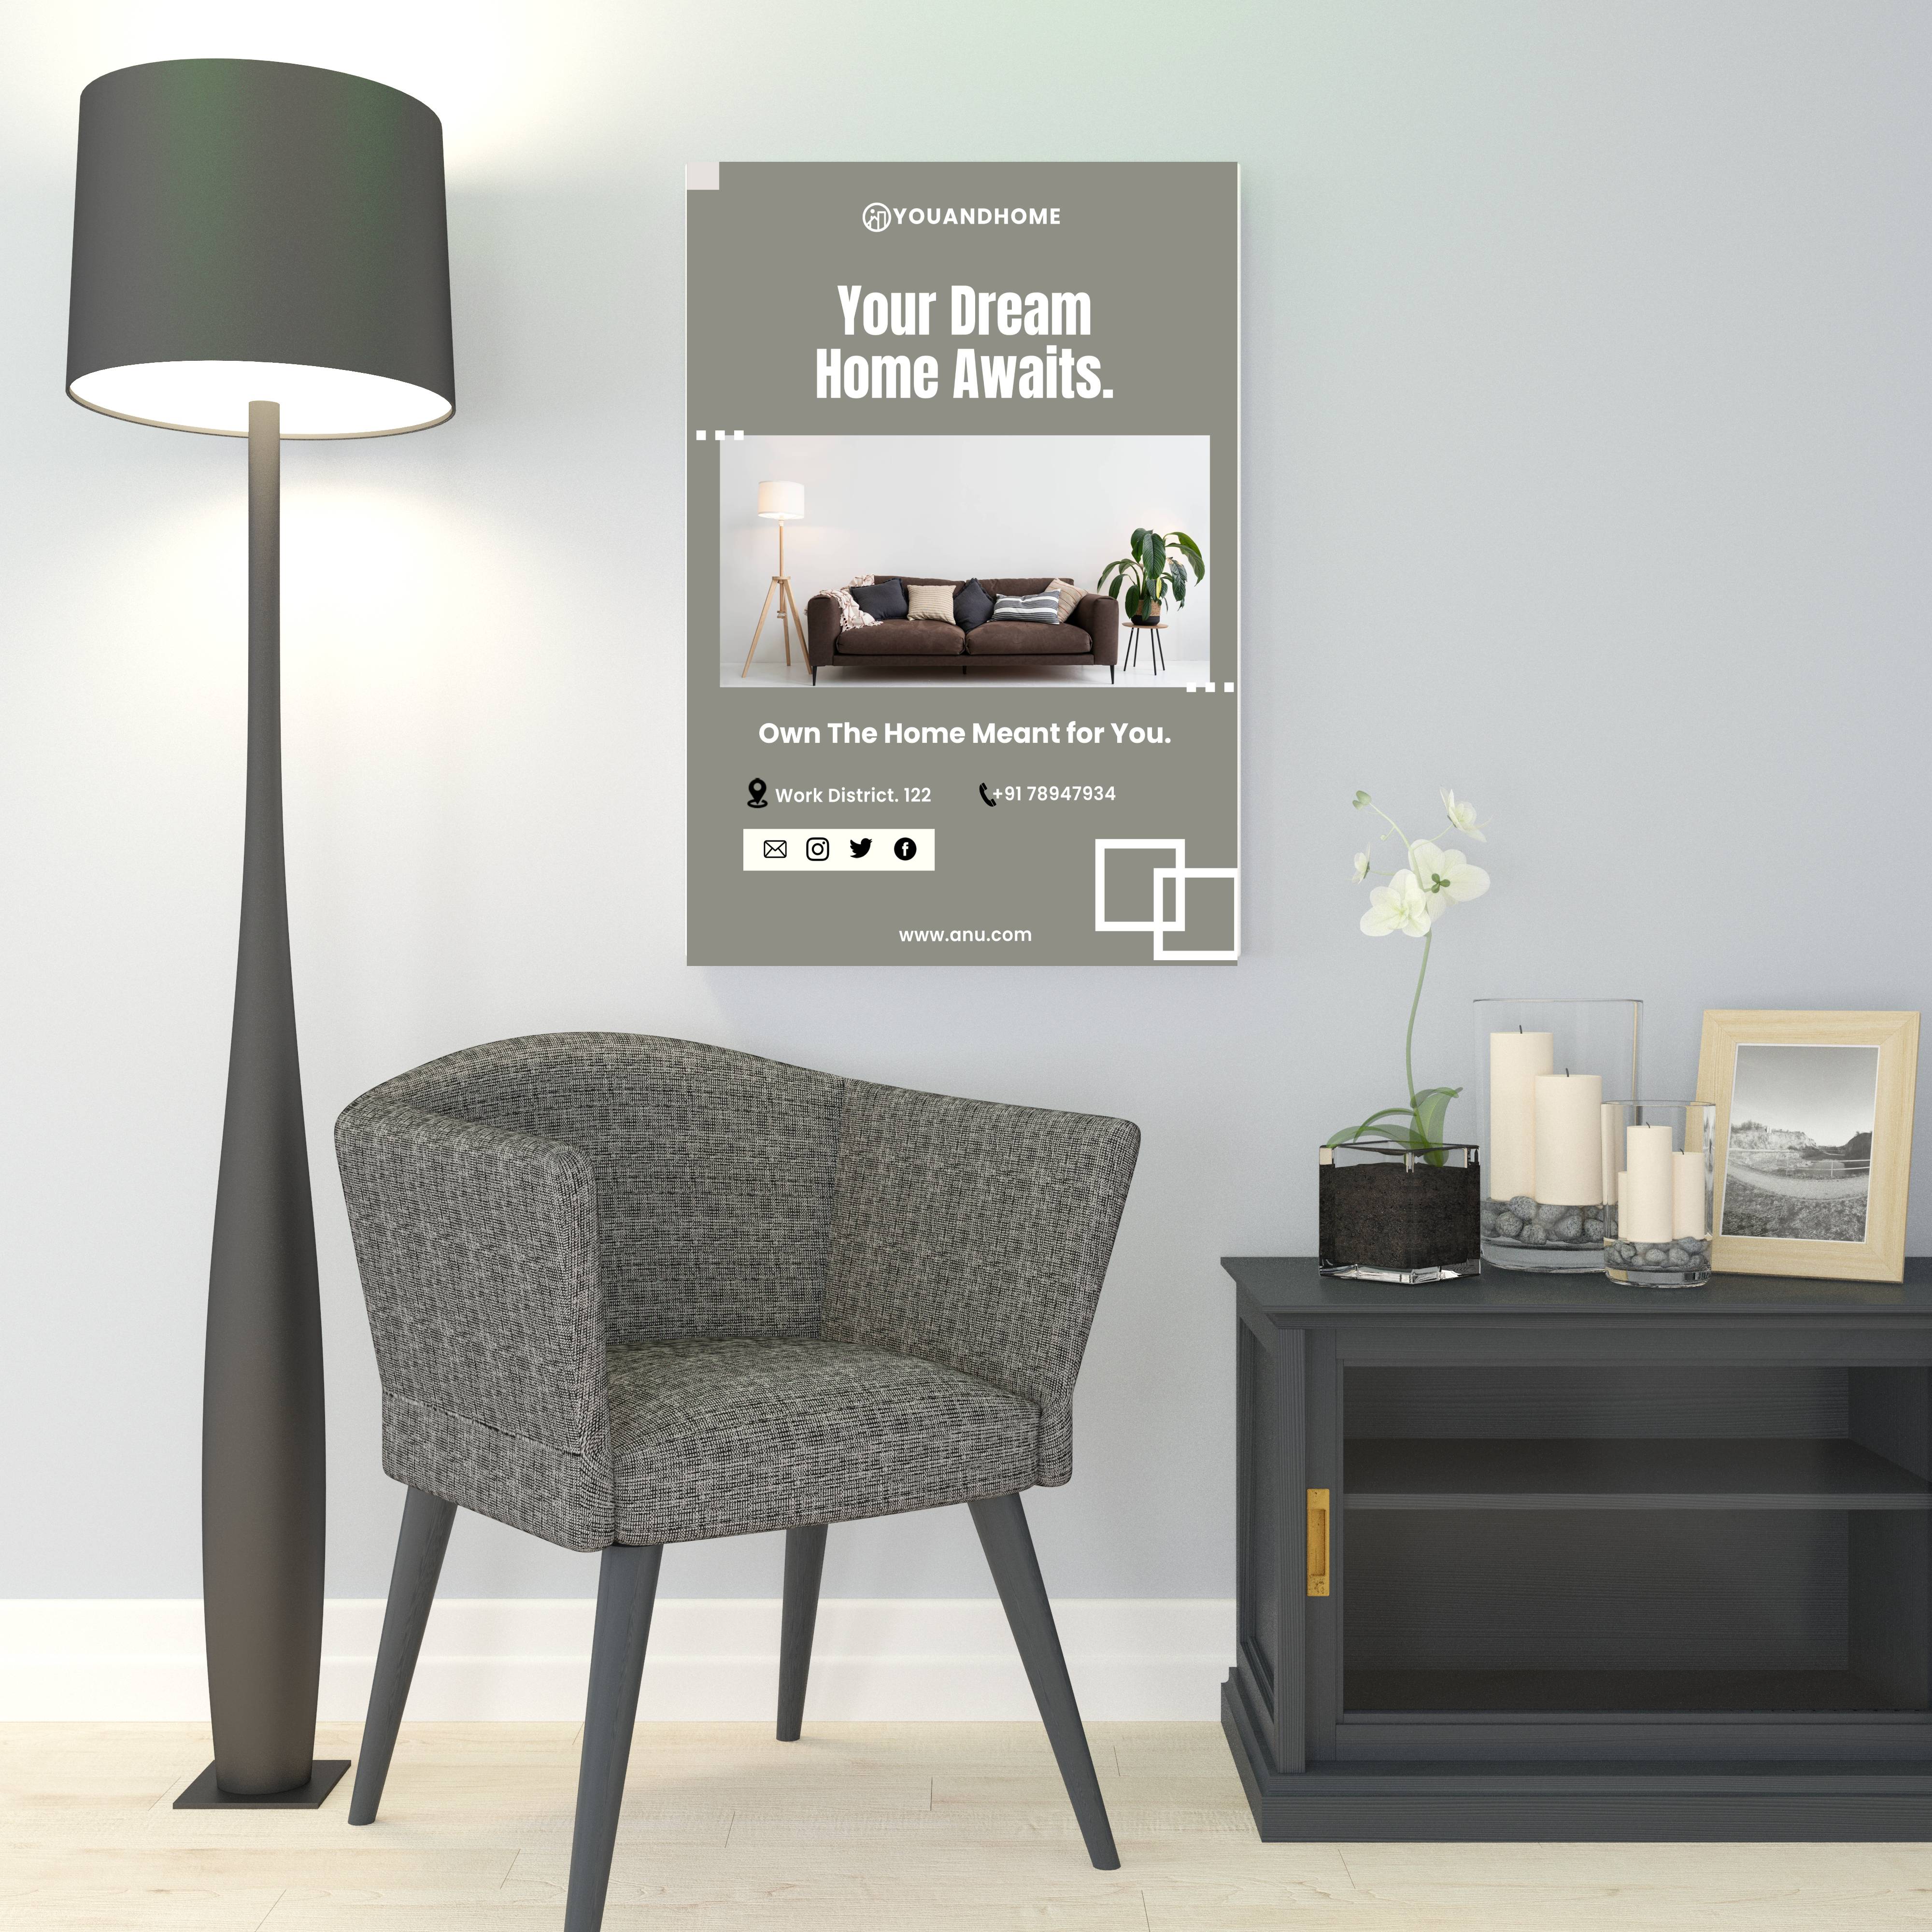 YOUANDHOME
Your Dream
Home Awaits.
Own The Home Meant for You.
Work District. 122
+91 78947934
www.anu.com